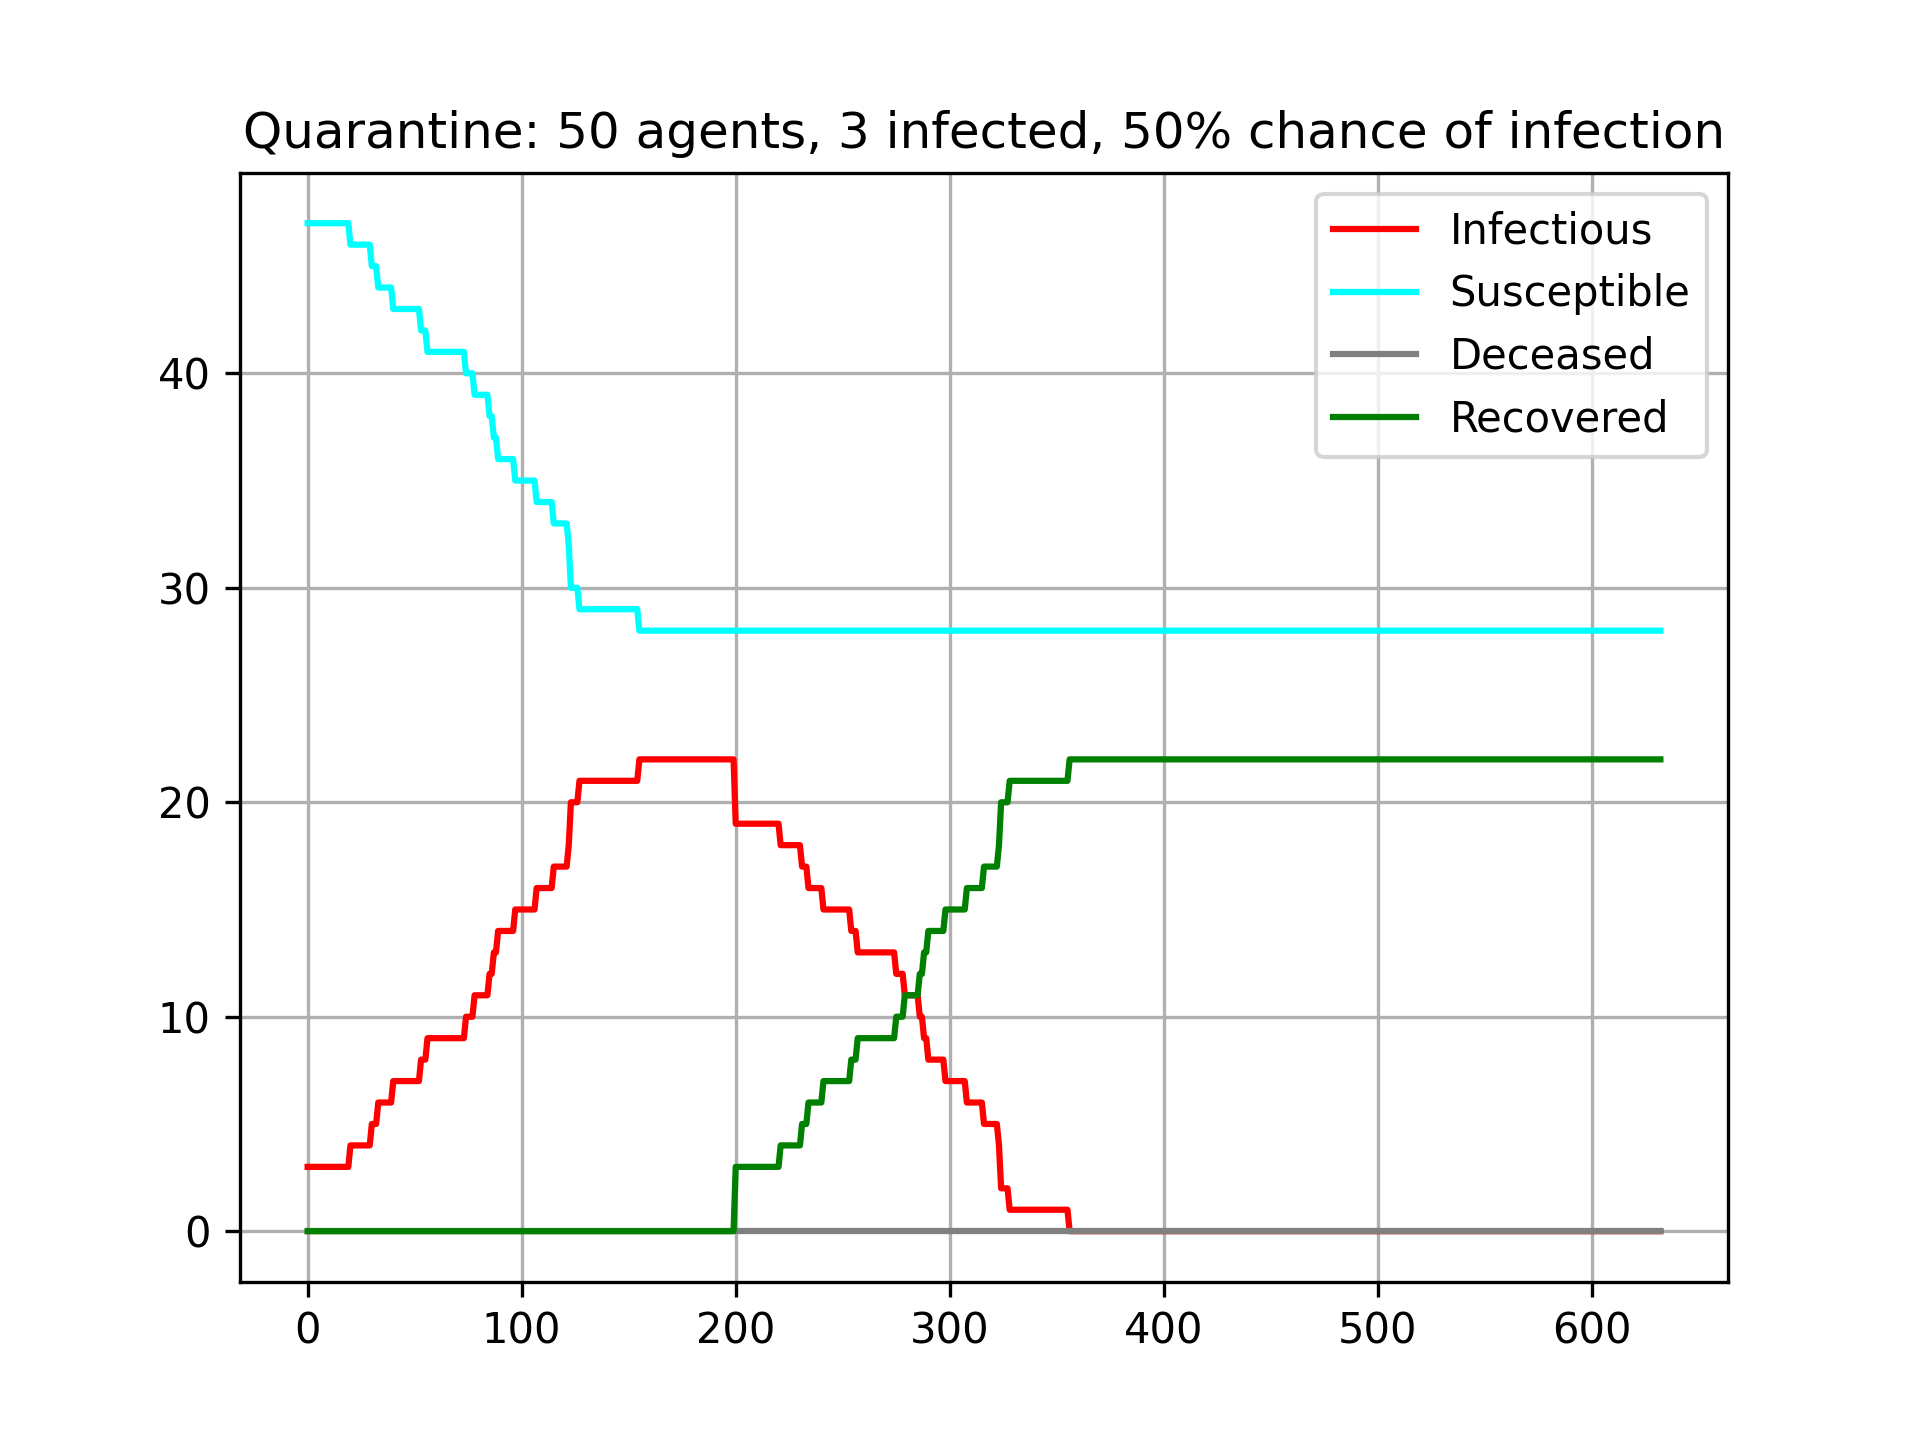 Quarantine: 50 agents, 3 infected, 50% chance of infection
Infectious
Susceptible
Deceased
Recovered
40
30
20
10
0
0 100 200 300 400 500 600